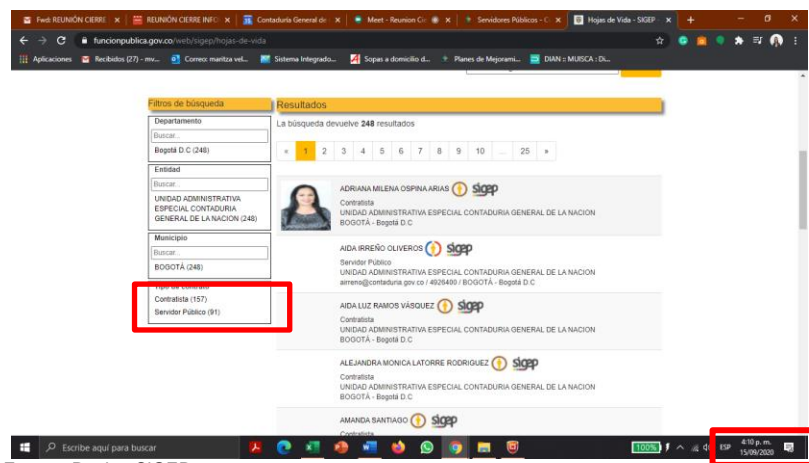 Fwd: REUNIÓN CIERRE
REUNIÓN CIERRE INFO
Contaduría General de
Meet - Reunion Ci
Servidores Públicos - C
Hojas de Vida - SIGEP
funcionpublica.gov.co/web/sigep/hojas-de-vida
Aplicaciones
Recibidos (27) - mv...
Correo: maritza vel...
Sistema Integrado...
Sopas a domicilio d...
Planes de Mejorami...
DIAN :: MUISCA : Di...
Filtros de búsqueda
Departamento
Buscar...
Bogotá D.C (248)
Entidad
Buscar...
UNIDAD ADMINISTRATIVA
ESPECIAL CONTADURIA
GENERAL DE LA NACION (248)
Municipio
Buscar...
BOGOTÁ (248)
Tipo de contrato
Contratista (157)
Servidor Público (91)
Resultados
La búsqueda devuelve 248 resultados
« 1 2 3 4 5 6 7 8 9 10 ... 25 »
ADRIANA MILENA OSPINA ARIAS sigep
Contratista
UNIDAD ADMINISTRATIVA ESPECIAL CONTADURIA GENERAL DE LA NACION
BOGOTÁ - Bogotá D.C
AIDA IRREÑO OLIVEROS sigep
Servidor Público
UNIDAD ADMINISTRATIVA ESPECIAL CONTADURIA GENERAL DE LA NACION
airreno@contaduria.gov.co / 4926400 / BOGOTÁ - Bogotá D.C
AIDA LUZ RAMOS VÁSQUEZ sigep
Contratista
UNIDAD ADMINISTRATIVA ESPECIAL CONTADURIA GENERAL DE LA NACION
BOGOTÁ - Bogotá D.C
ALEJANDRA MONICA LATORRE RODRIGUEZ sigep
Contratista
UNIDAD ADMINISTRATIVA ESPECIAL CONTADURIA GENERAL DE LA NACION
BOGOTÁ - Bogotá D.C
AMANDA SANTIAGO sigep
Contratista
Escribe aquí para buscar
100%
ESP
4:10 p. m.
15/09/2020